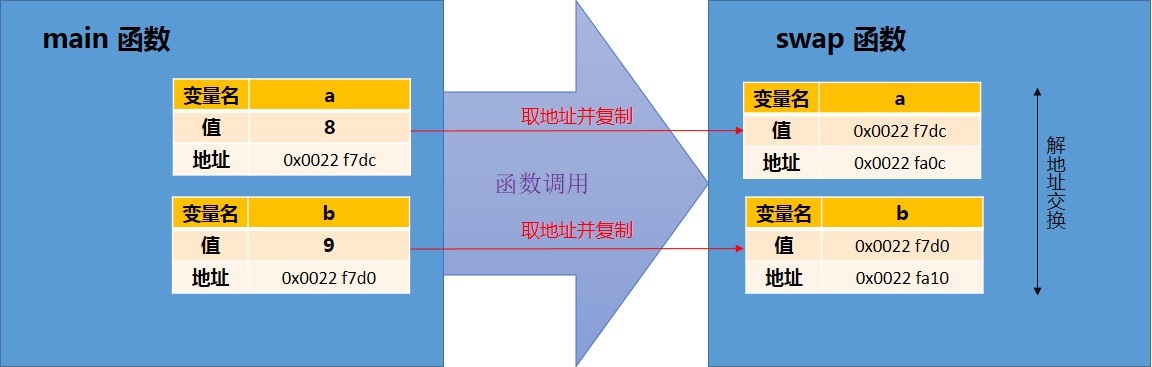 main 函数
变量名 a
值 8
地址 0x0022 f7dc
变量名 b
值 9
地址 0x0022 f7d0
取地址并复制
函数调用
取地址并复制
swap 函数
变量名 a
值 0x0022 f7dc
地址 0x0022 fa0c
变量名 b
值 0x0022 f7d0
地址 0x0022 fa10
解地址交换